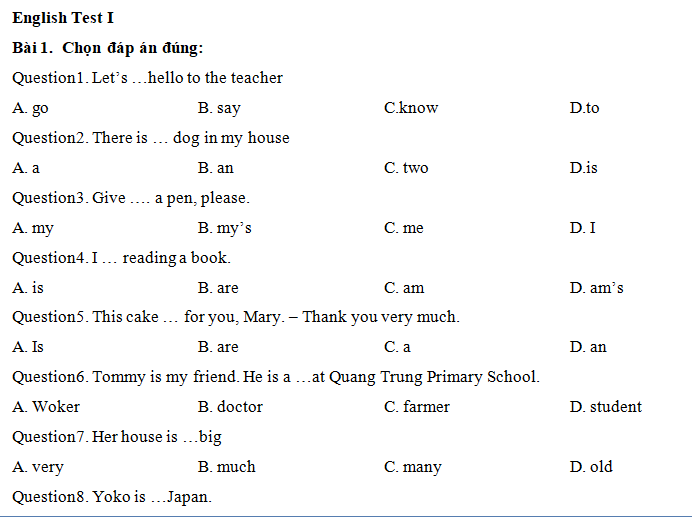 English Test I
Bài 1. Chọn đáp án đúng:
Question1. Let’s …hello to the teacher
A. go B. say C.know D.to
Question2. There is … dog in my house
A. a B. an C. two D.is
Question3. Give …. a pen, please.
A. my B. my’s C. me D. I
Question4. I … reading a book.
A. is B. are C. am D. am’s
Question5. This cake … for you, Mary. – Thank you very much.
A. Is B. are C. a D. an
Question6. Tommy is my friend. He is a …at Quang Trung Primary School.
A. Woker B. doctor C. farmer D. student
Question7. Her house is …big
A. very B. much C. many D. old
Question8. Yoko is …Japan.